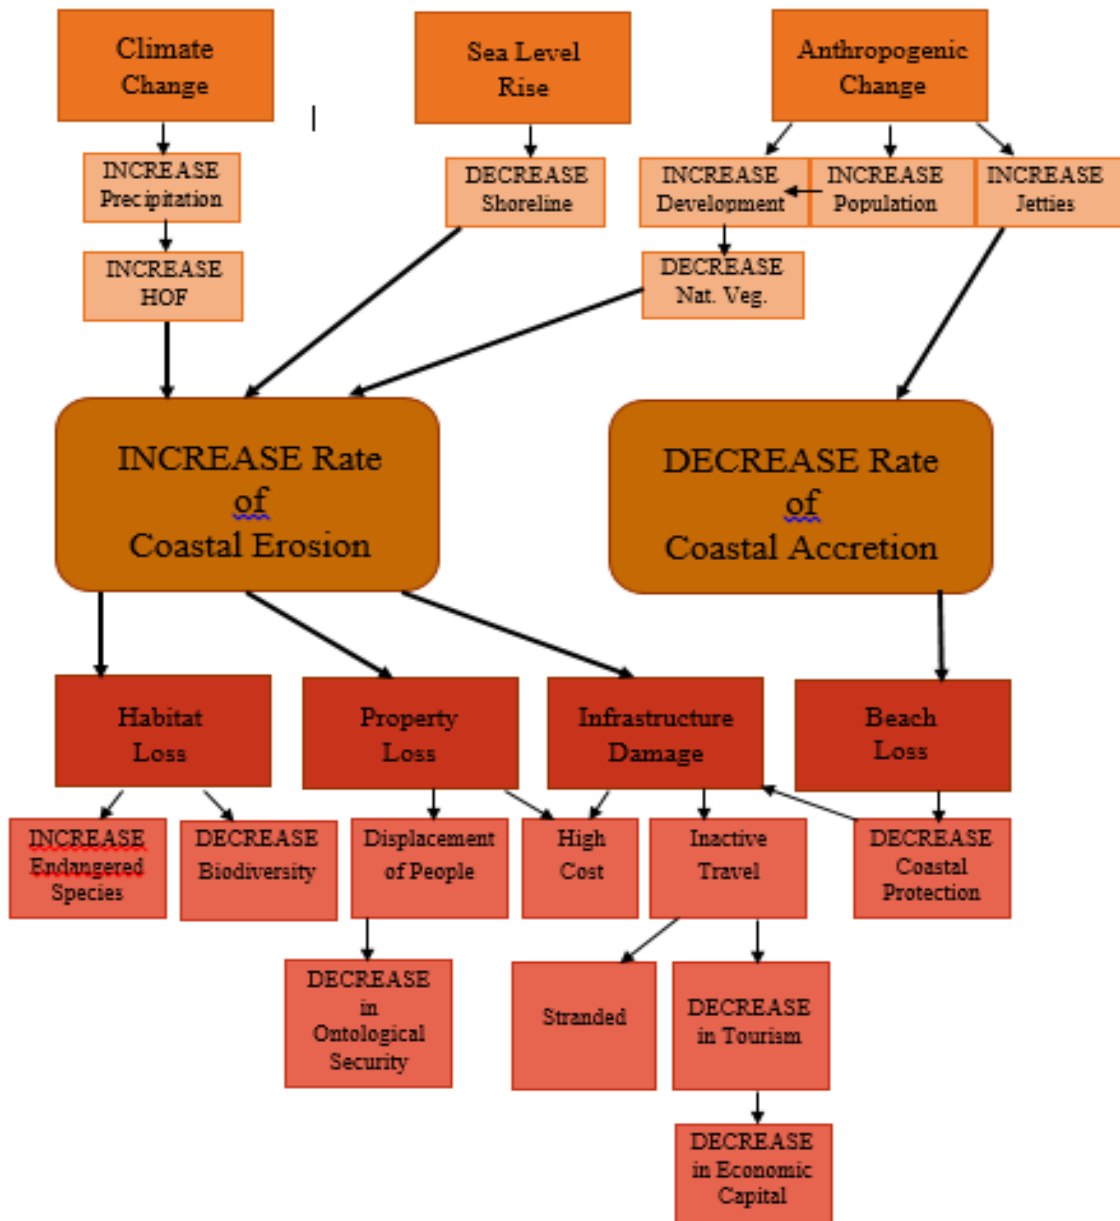 Climate
Change
Sea Level
Rise
Anthropogenic
Change
INCREASE
Precipitation
DECREASE
Shoreline
INCREASE
Development
INCREASE
Population
INCREASE
Jetties
INCREASE
HOF
DECREASE
Nat. Veg.
INCREASE Rate
of
Coastal Erosion
DECREASE Rate
of
Coastal Accretion
Habitat
Loss
Property
Loss
Infrastructure
Damage
Beach
Loss
INCREASE
Endangered
Species
DECREASE
Biodiversity
Displacement
of People
High
Cost
Inactive
Travel
DECREASE
Coastal
Protection
DECREASE
in
Ontological
Security
Stranded
DECREASE
in Tourism
DECREASE
in Economic
Capital